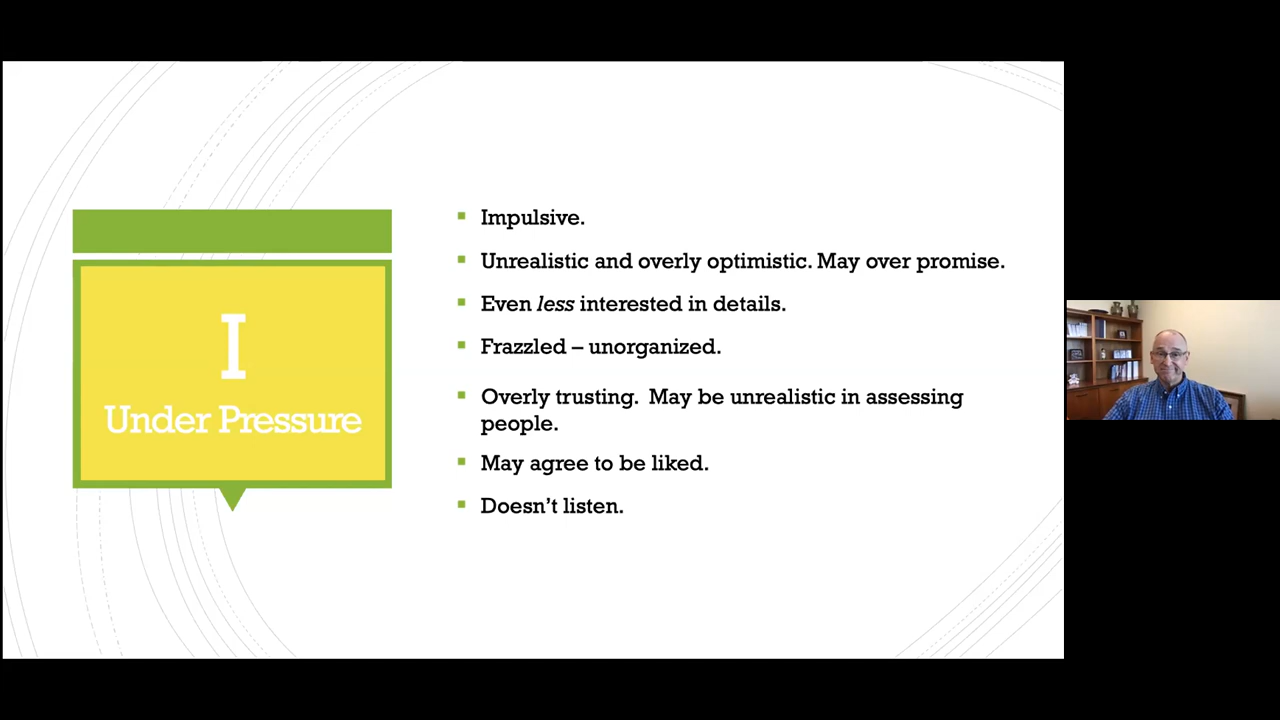 I
Under Pressure
Impulsive.
Unrealistic and overly optimistic. May over promise.
Even less interested in details.
Frazzled – unorganized.
Overly trusting.  May be unrealistic in assessing
people.
May agree to be liked.
Doesn’t listen.